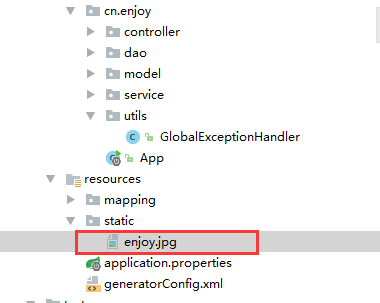 cn.enjoy
controller
dao
model
service
utils
GlobalExceptionHandler
App
resources
mapping
static
enjoy.jpg
application.properties
generatorConfig.xml